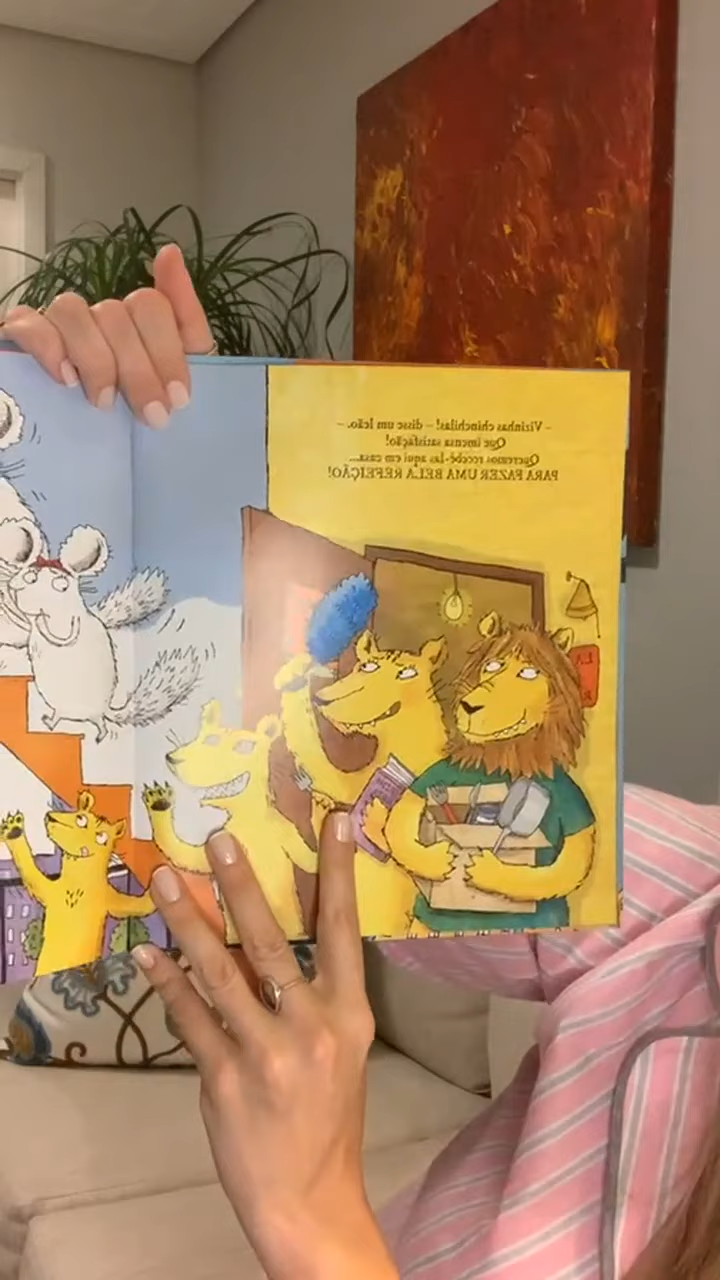 – Vizinhas chinchilas! – disse um leão. –
Que imensa satisfação!
Queremos recebê-las aqui em casa...
PARA FAZER UMA BELA REFEIÇÃO!